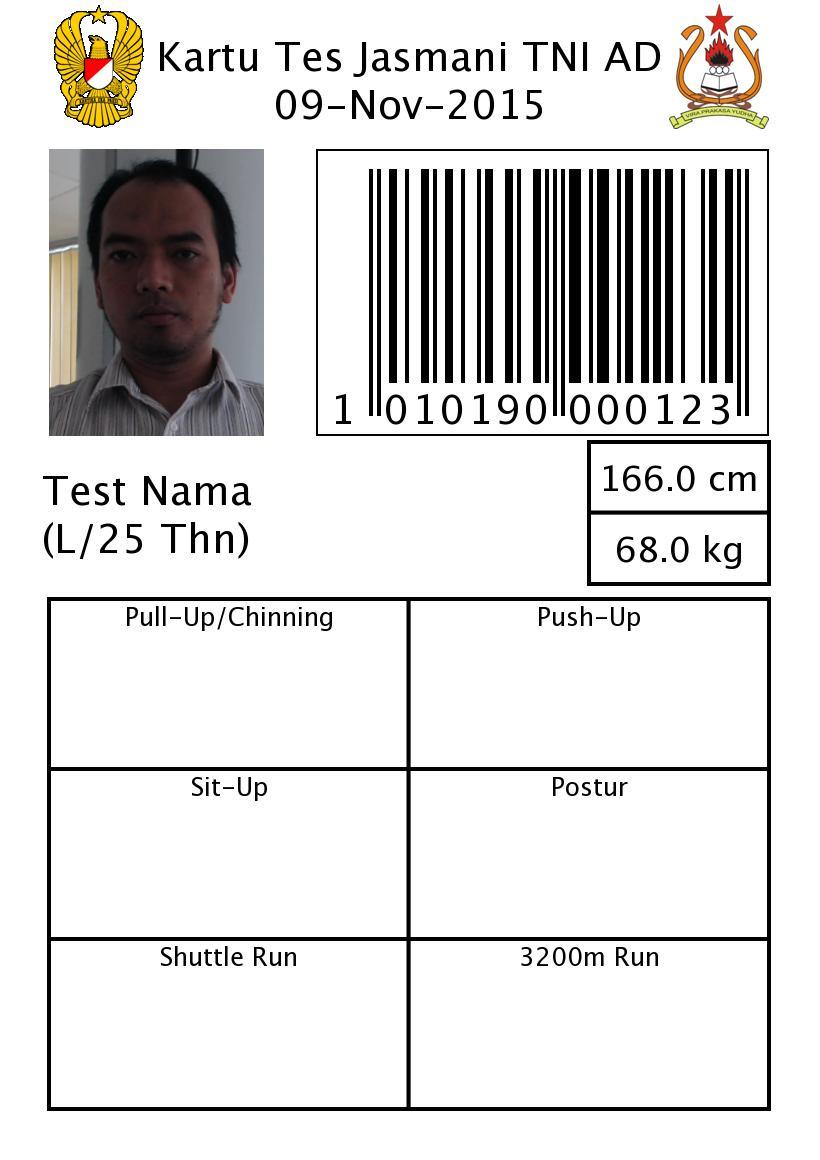 Kartu Tes Jasmani TNI AD
09-Nov-2015
VIRA PRAKASA YUDHA
1 010190 000123
166.0 cm
68.0 kg
Test Nama
(L/25 Thn)
Pull-Up/Chinning
Push-Up
Sit-Up
Postur
Shuttle Run
3200m Run